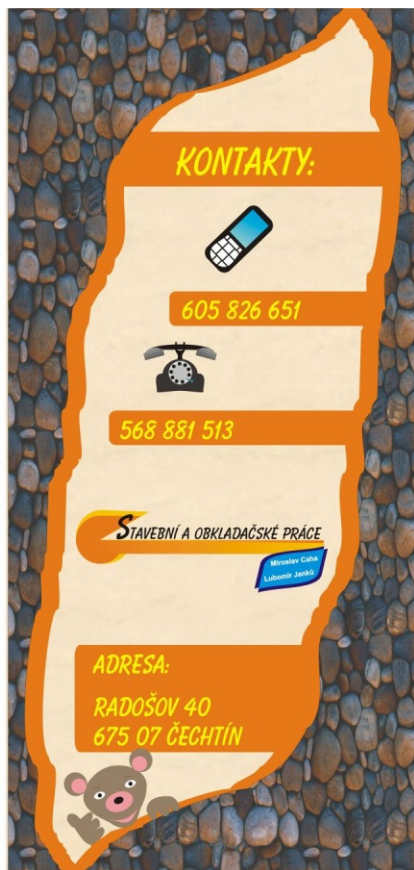 KONTAKTY:
605 826 651
568 881 513
STAVEBNÍ A OBKLADAČSKÉ PRÁCE
Miroslav Caha
Lubomír Janků
ADRESA:
RADOŠOV 40
675 07 ČECHTÍN